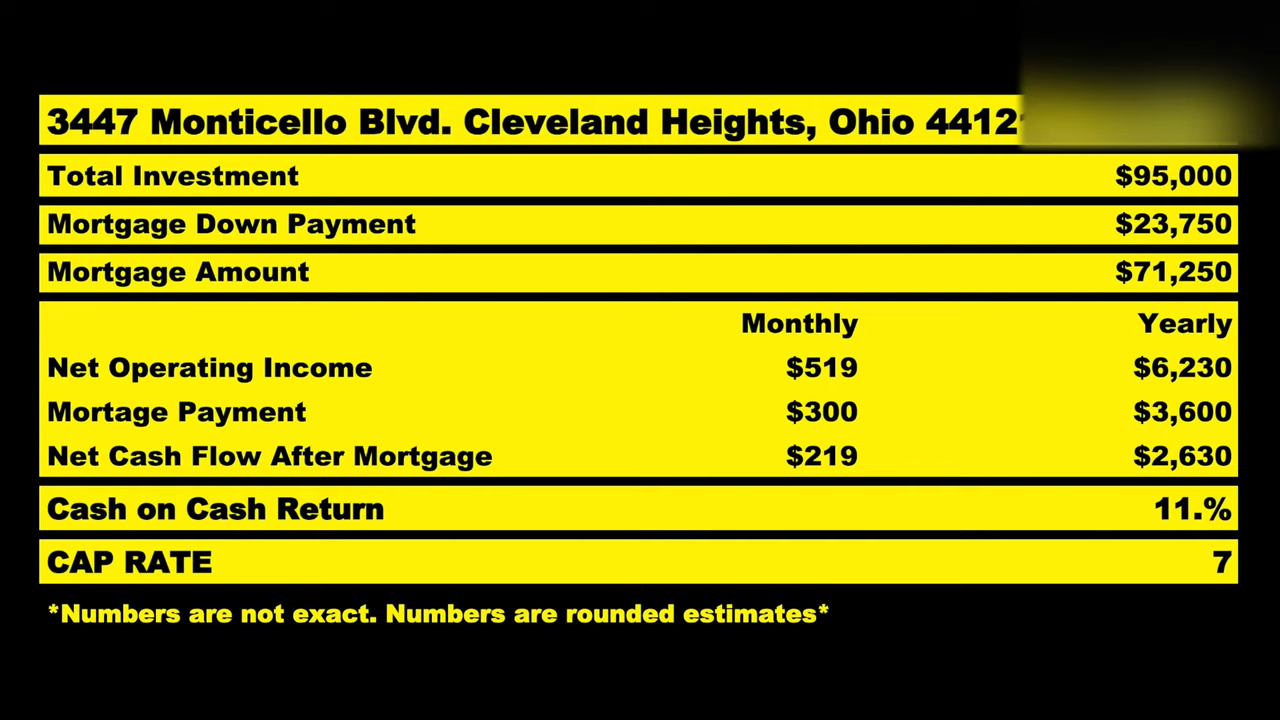 3447 Monticello Blvd. Cleveland Heights, Ohio 44121
Total Investment $95,000
Mortgage Down Payment $23,750
Mortgage Amount $71,250
Monthly Yearly
Net Operating Income $519 $6,230
Mortage Payment $300 $3,600
Net Cash Flow After Mortgage $219 $2,630
Cash on Cash Return 11.%
CAP RATE 7
*Numbers are not exact. Numbers are rounded estimates*